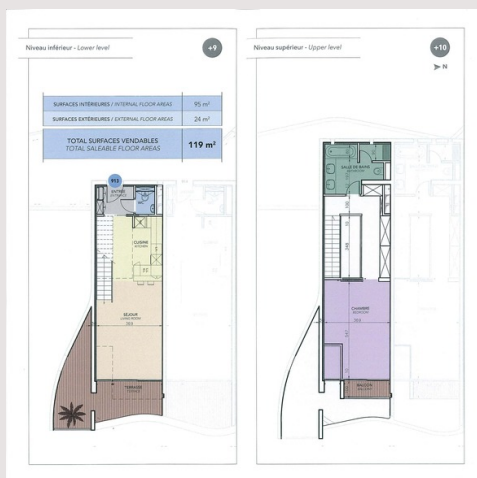 Niveau inférieur - Lower level
+9
SURFACES INTÉRIEURES / INTERNAL FLOOR AREAS 95 m²
SURFACES EXTÉRIEURES / EXTERNAL FLOOR AREAS 24 m²
TOTAL SURFACES VENDABLES
TOTAL SALEABLE FLOOR AREAS
119 m²
ENTRÉE
CUISINE
KITCHEN
SÉJOUR
LIVING ROOM
TERRASSE
Niveau supérieur - Upper level
+10
N
SALLE DE BAINS
CHAMBRE
BEDROOM
BALCON